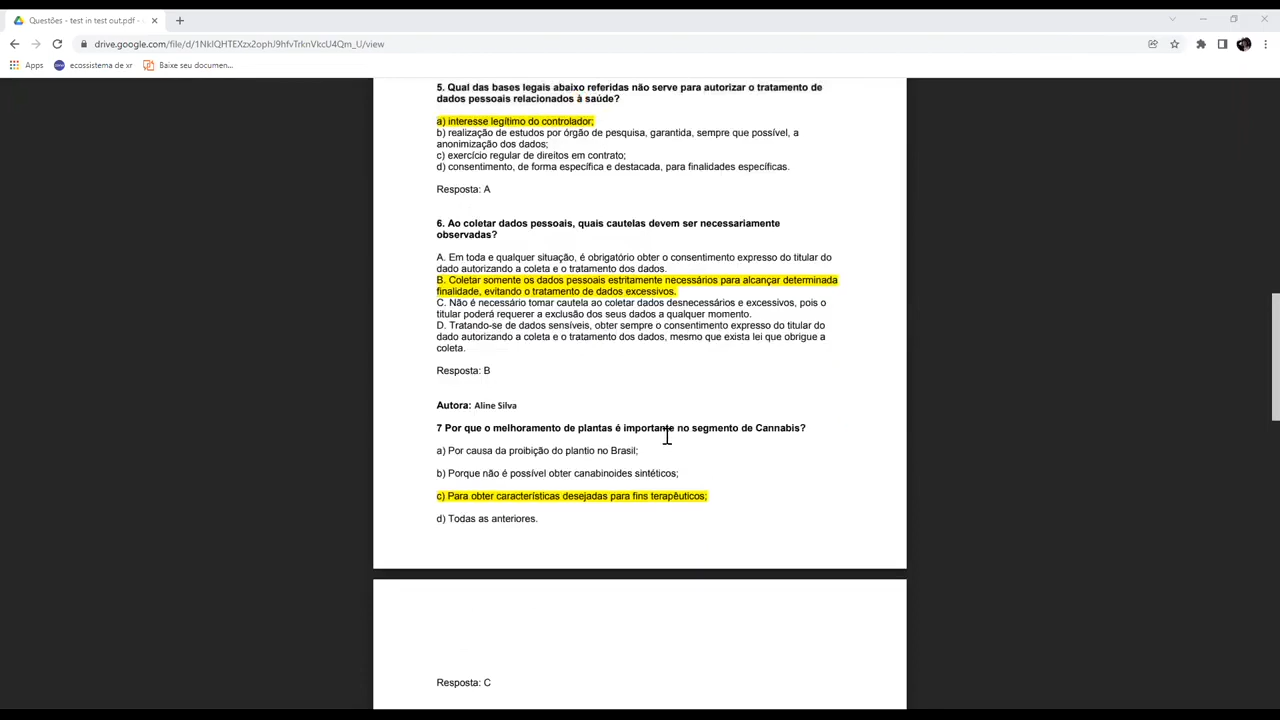 Questões - test in test out.pdf -
drive.google.com/file/d/1NklQHTEXzx2ophJ9hfvTrknVkcU4Qm_U/view
Apps ecossistema de xr Baixe seu documen...
5. Qual das bases legais abaixo referidas não serve para autorizar o tratamento de
dados pessoais relacionados à saúde?
a) interesse legítimo do controlador;
b) realização de estudos por órgão de pesquisa, garantida, sempre que possível, a
anonimização dos dados;
c) exercício regular de direitos em contrato;
d) consentimento, de forma específica e destacada, para finalidades específicas.
Resposta: A
6. Ao coletar dados pessoais, quais cautelas devem ser necessariamente
observadas?
A. Em toda e qualquer situação, é obrigatório obter o consentimento expresso do titular do
dado autorizando a coleta e o tratamento dos dados.
B. Coletar somente os dados pessoais estritamente necessários para alcançar determinada
finalidade, evitando o tratamento de dados excessivos.
C. Não é necessário tomar cautela ao coletar dados desnecessários e excessivos, pois o
titular poderá requerer a exclusão dos seus dados a qualquer momento.
D. Tratando-se de dados sensíveis, obter sempre o consentimento expresso do titular do
dado autorizando a coleta e o tratamento dos dados, mesmo que exista lei que obrigue a
coleta.
Resposta: B
Autora: Aline Silva
7 Por que o melhoramento de plantas é importante no segmento de Cannabis?
a) Por causa da proibição do plantio no Brasil;
b) Porque não é possível obter canabinoides sintéticos;
c) Para obter características desejadas para fins terapêuticos;
d) Todas as anteriores.
Resposta: C